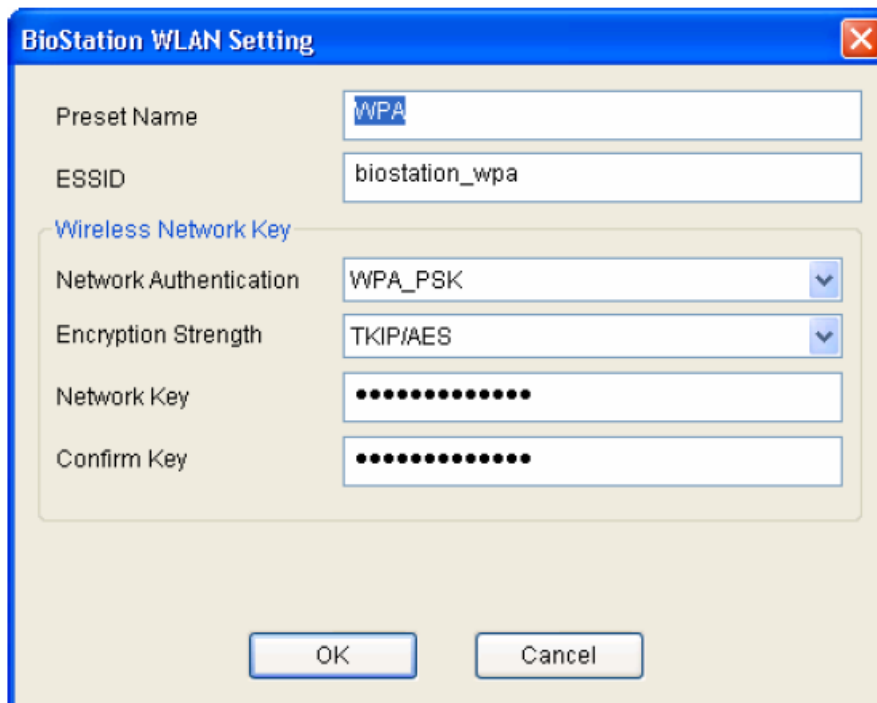 BioStation WLAN Setting
Preset Name WPA
ESSID biostation_wpa
Wireless Network Key
Network Authentication WPA_PSK
Encryption Strength TKIP/AES
Network Key •••••••••••••
Confirm Key •••••••••••••
OK Cancel